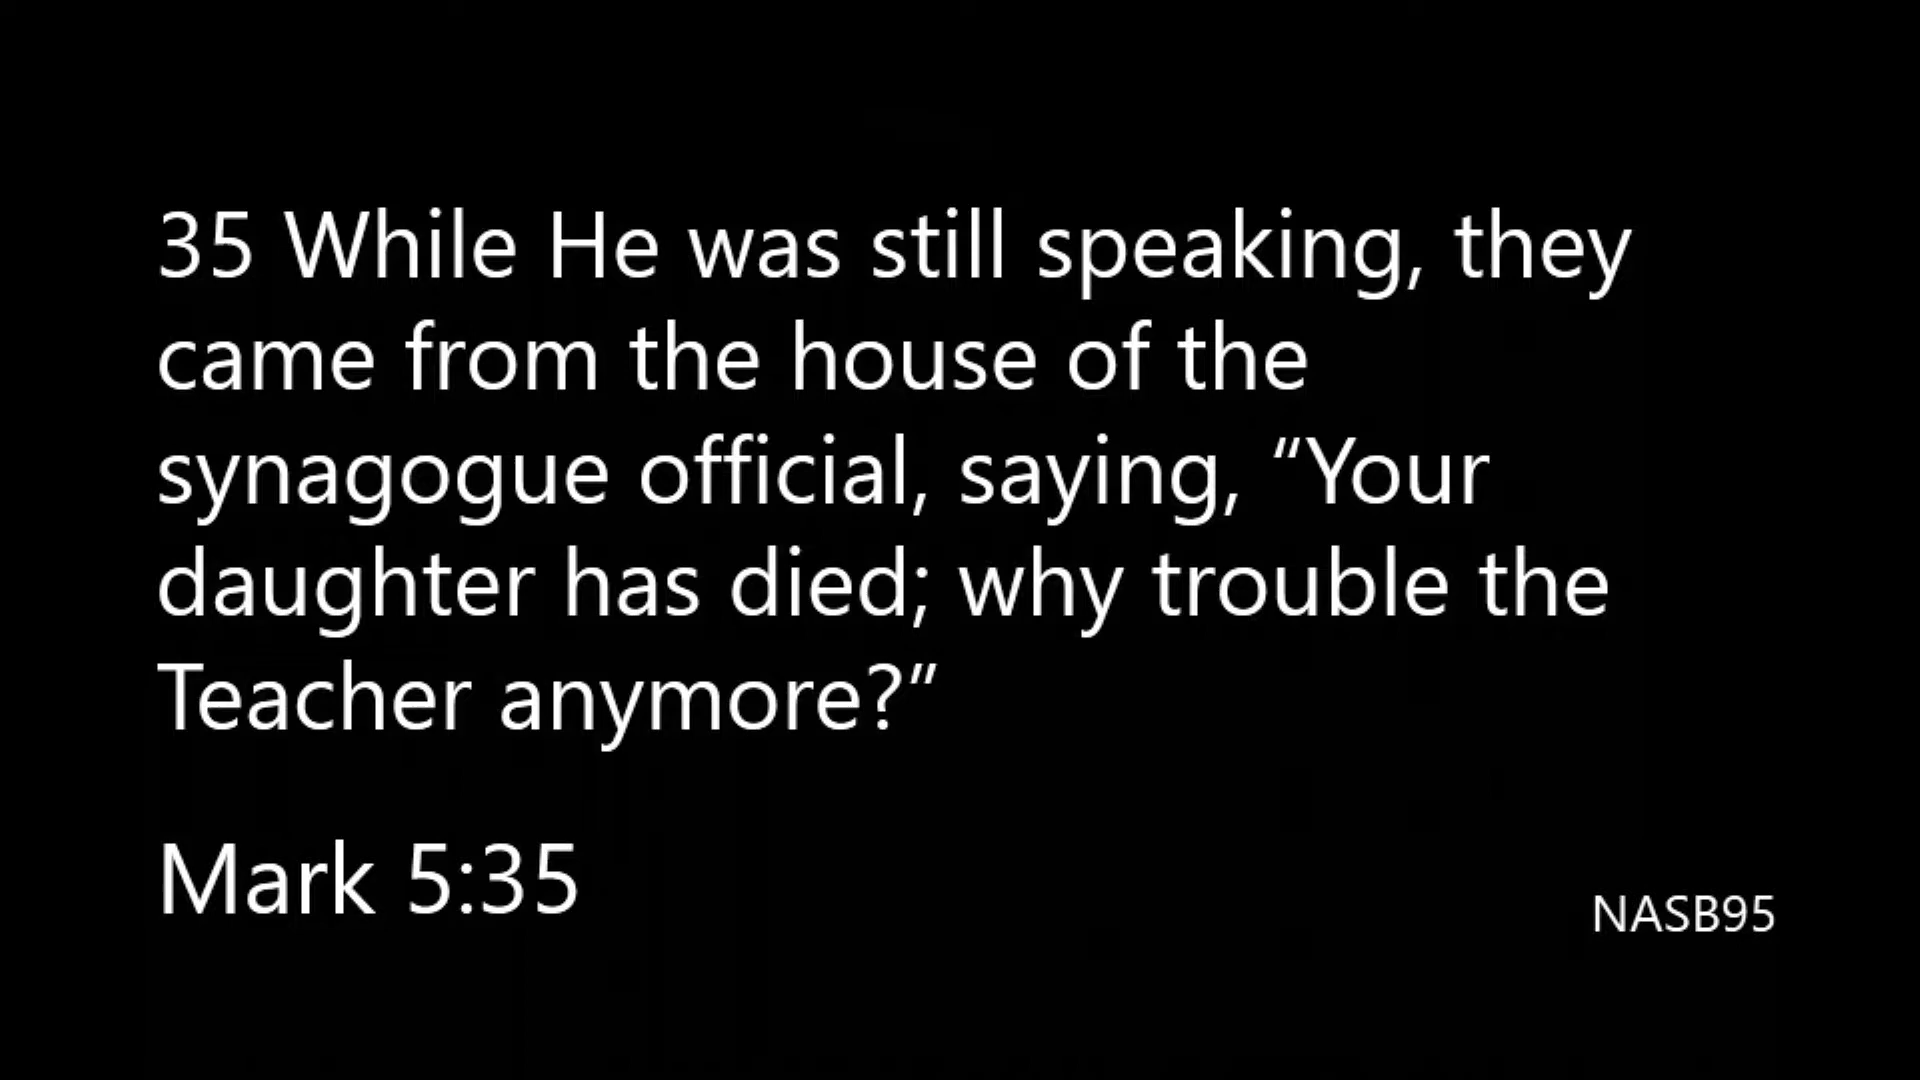 35 While He was still speaking, they
came from the house of the
synagogue official, saying, “Your
daughter has died; why trouble the
Teacher anymore?”
Mark 5:35
NASB95